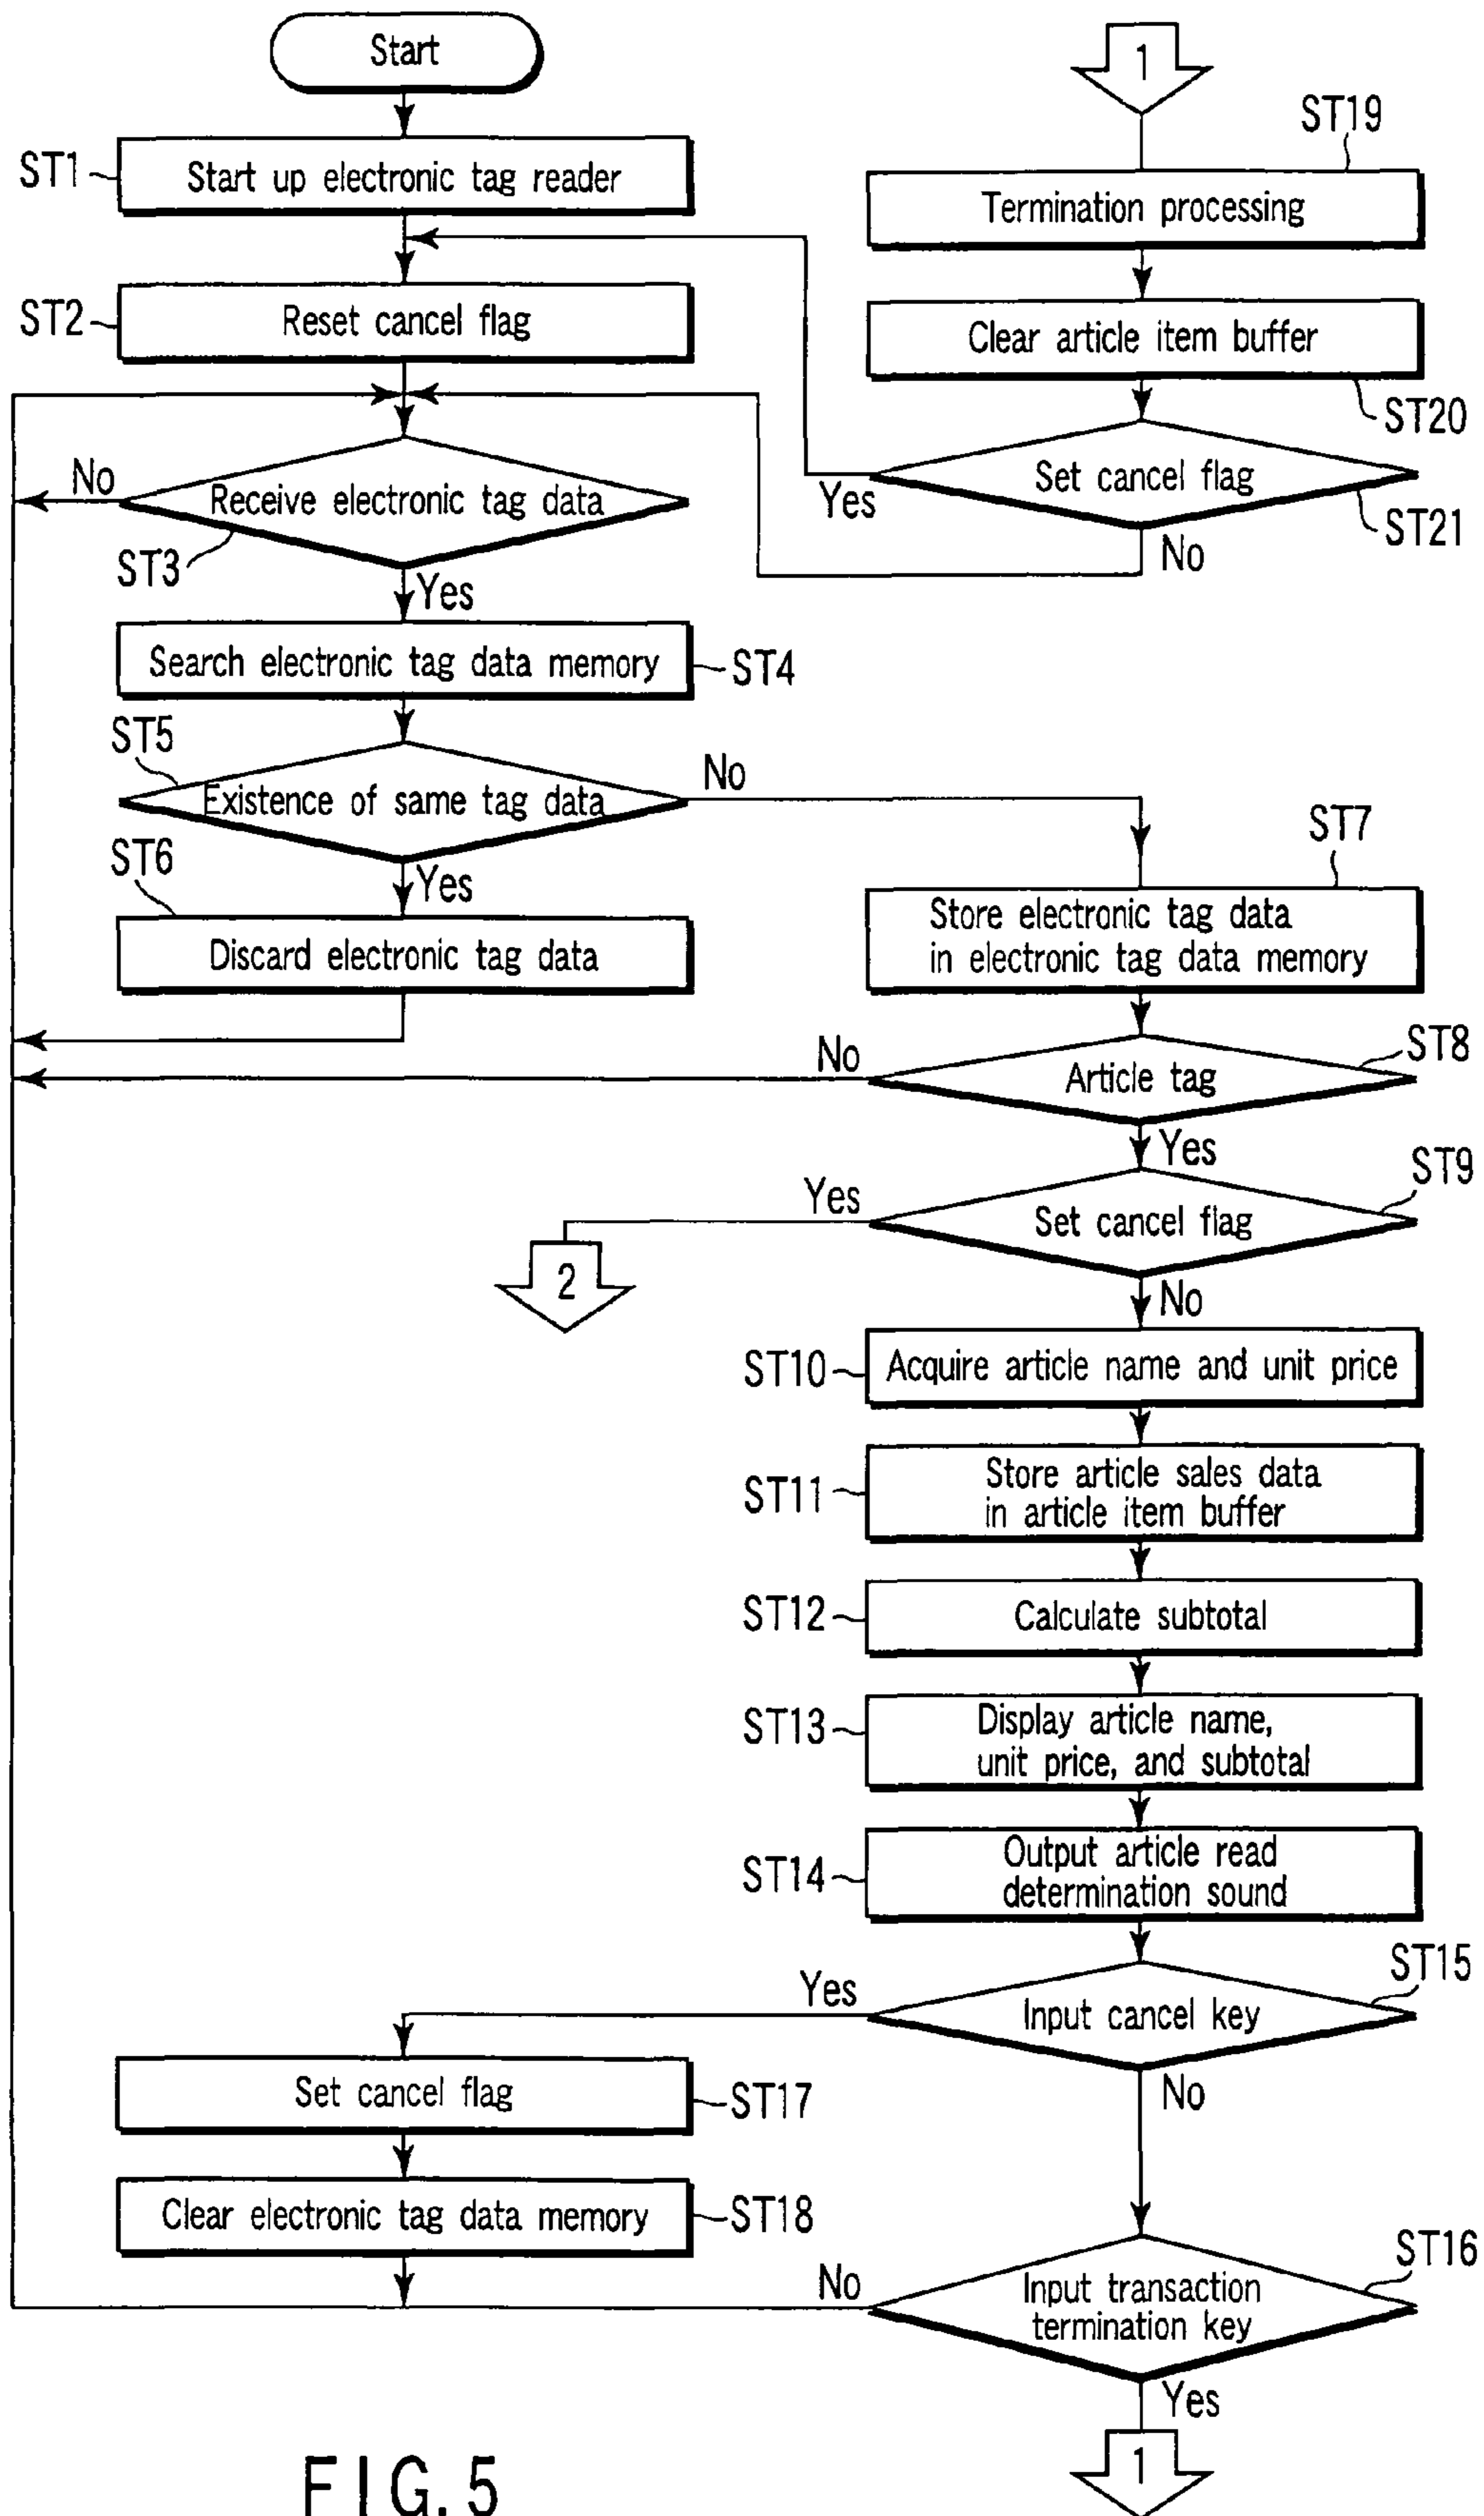 Start
ST1
Start up electronic tag reader
ST2
Reset cancel flag
No
Receive electronic tag data
ST3
Yes
Search electronic tag data memory
ST4
ST5
Existence of same tag data
No
ST6
Yes
Discard electronic tag data
1
ST19
Termination processing
Clear article item buffer
ST20
Set cancel flag
Yes
ST21
No
ST7
Store electronic tag data
in electronic tag data memory
No
ST8
Article tag
Yes
ST9
Yes
Set cancel flag
2
No
ST10
Acquire article name and unit price
ST11
Store article sales data
in article item buffer
ST12
Calculate subtotal
ST13
Display article name,
unit price, and subtotal
ST14
Output article read
determination sound
ST15
Yes
Input cancel key
No
Set cancel flag
ST17
Clear electronic tag data memory
ST18
ST16
No
Input transaction
termination key
Yes
1
FIG. 5